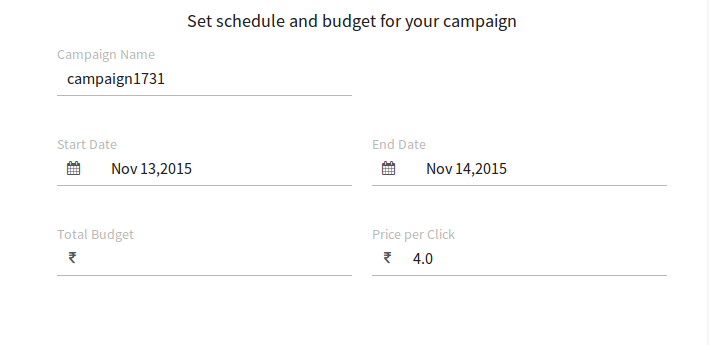 Set schedule and budget for your campaign
Campaign Name
campaign1731
Start Date
End Date
Nov 13,2015
Nov 14,2015
Total Budget
Price per Click
₹
₹ 4.0